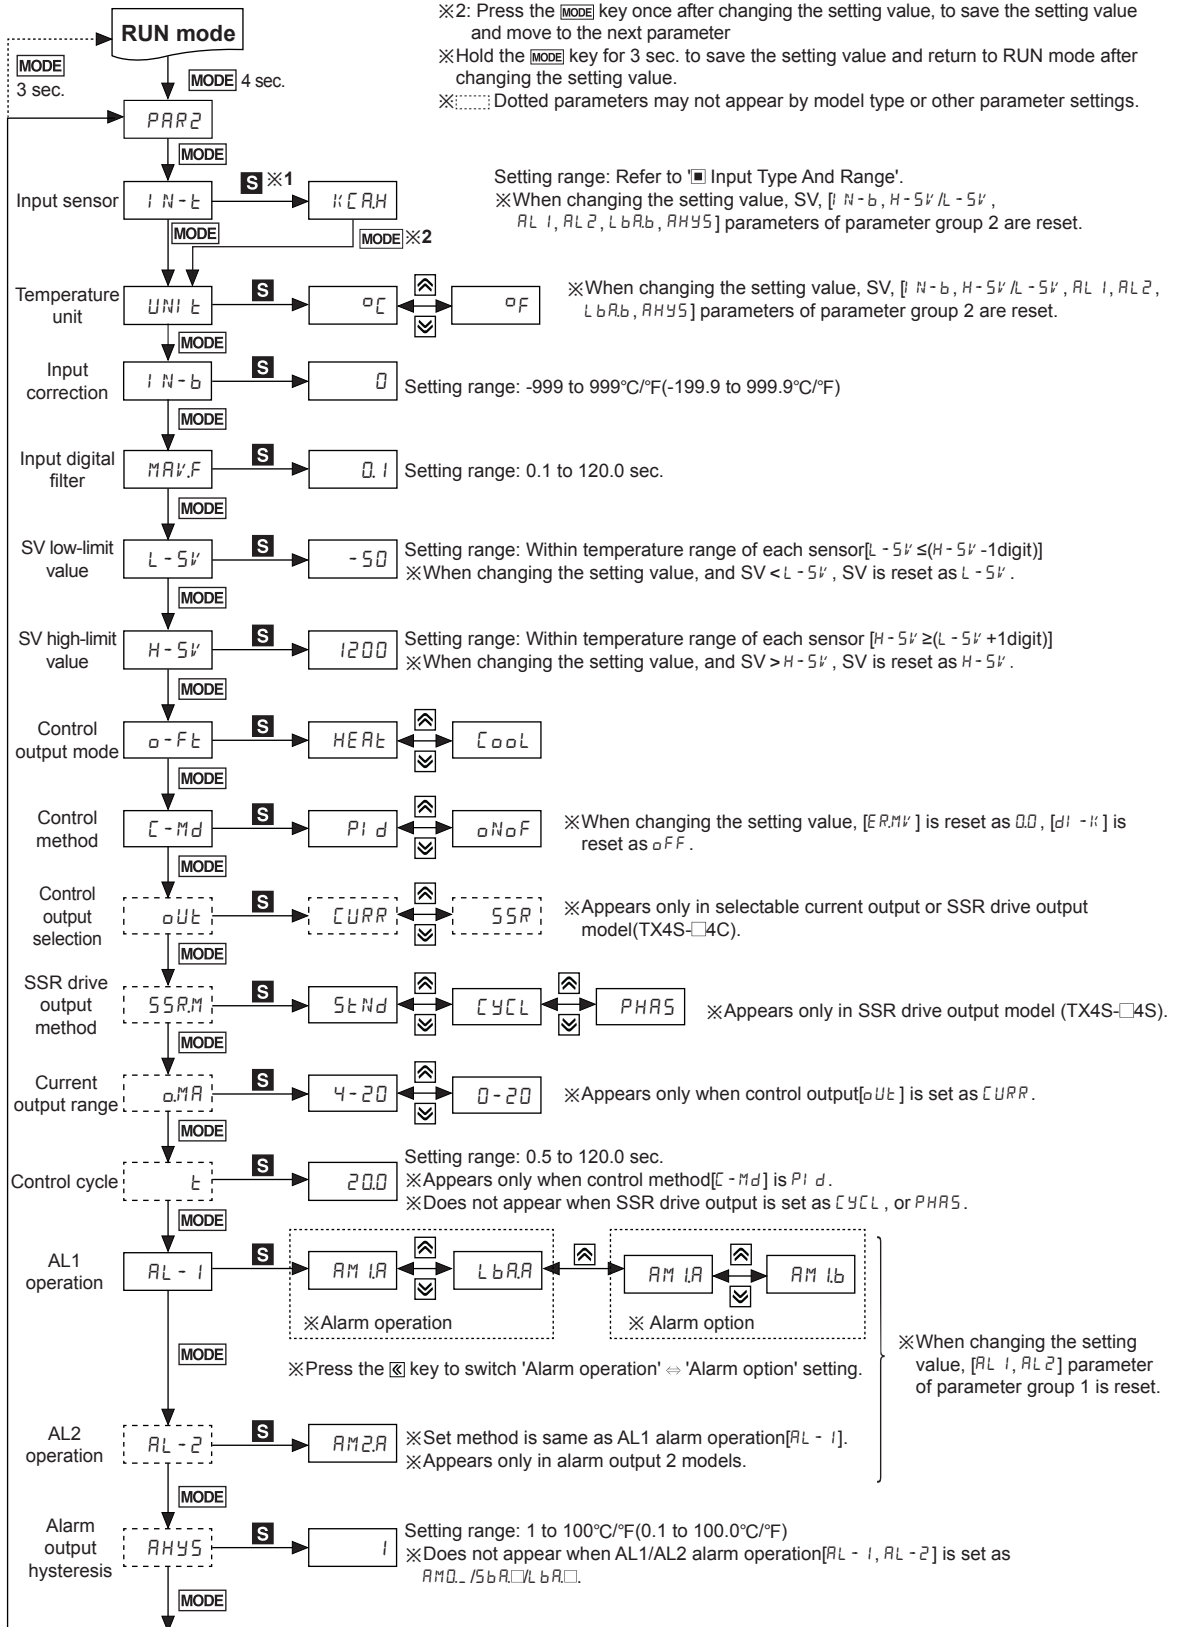 ※2: Press the MODE key once after changing the setting value, to save the setting value
and move to the next parameter
※Hold the MODE key for 3 sec. to save the setting value and return to RUN mode after
changing the setting value.
※ Dotted parameters may not appear by model type or other parameter settings.
RUN mode
MODE
3 sec.
MODE 4 sec.
PAR2
MODE
Input sensor
IN-t
S ※1
KCA.H
Setting range: Refer to '▣ Input Type And Range'.
※When changing the setting value, SV, [IN-b, H-SV/L-SV,
AL1, AL2, LbA.b, AHYS] parameters of parameter group 2 are reset.
MODE
MODE ※2
Temperature
unit
UNIt
S
°C
°F
※When changing the setting value, SV, [IN-b, H-SV/L-SV, AL1, AL2,
LbA.b, AHYS] parameters of parameter group 2 are reset.
MODE
Input
correction
IN-b
S
0
Setting range: -999 to 999°C/°F(-199.9 to 999.9°C/°F)
MODE
Input digital
filter
MAV.F
S
0.1
Setting range: 0.1 to 120.0 sec.
MODE
SV low-limit
value
L-SV
S
-50
Setting range: Within temperature range of each sensor[L-SV ≤(H-SV -1digit)]
※When changing the setting value, and SV < L-SV, SV is reset as L-SV.
MODE
SV high-limit
value
H-SV
S
1200
Setting range: Within temperature range of each sensor [H-SV ≥(L-SV +1digit)]
※When changing the setting value, and SV > H-SV, SV is reset as H-SV.
MODE
Control
output mode
o-Ft
S
HEAt
CooL
MODE
Control
method
C-Md
S
PId
oNoF
※When changing the setting value, [ER.MV] is reset as 0.0, [dI-K] is
reset as oFF.
MODE
Control
output
selection
oUt
S
CURR
SSR
※Appears only in selectable current output or SSR drive output
model(TX4S-□4C).
MODE
SSR drive
output
method
SSR.M
S
StNd
CYCL
PHAS
※Appears only in SSR drive output model (TX4S-□4S).
MODE
Current
output range
o.MA
S
4-20
0-20
※Appears only when control output[oUt] is set as CURR.
MODE
Control cycle
t
S
20.0
Setting range: 0.5 to 120.0 sec.
※Appears only when control method[C-Md] is PId.
※Does not appear when SSR drive output is set as CYCL, or PHAS.
MODE
AL1
operation
AL-1
S
AM1.A
LbA.A
AM1.A
AM1.b
※Alarm operation
※ Alarm option
MODE
※Press the key to switch 'Alarm operation' ⇔ 'Alarm option' setting.
※When changing the setting
value, [AL1, AL2] parameter
of parameter group 1 is reset.
AL2
operation
AL-2
S
AM2.A
※Set method is same as AL1 alarm operation[AL-1].
※Appears only in alarm output 2 models.
MODE
Alarm
output
hysteresis
AHYS
S
1
Setting range: 1 to 100°C/°F(0.1 to 100.0°C/°F)
※Does not appear when AL1/AL2 alarm operation[AL-1, AL-2] is set as
AM0._/SbA.□/LbA.□.
MODE